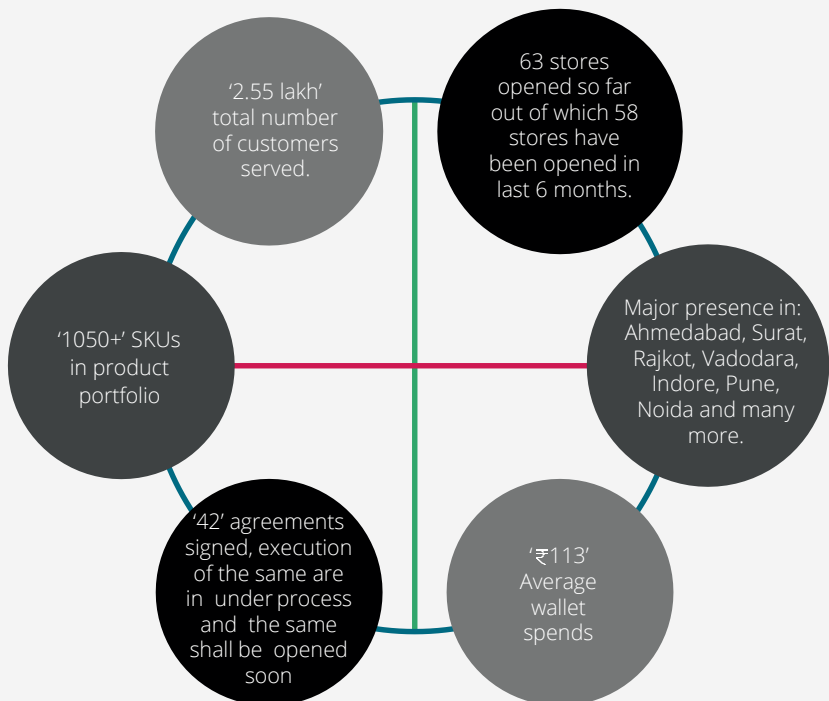 ‘2.55 lakh’
total number
of customers
served.
63 stores
opened so far
out of which 58
stores have
been opened in
last 6 months.
‘1050+’ SKUs
in product
portfolio
Major presence in:
Ahmedabad, Surat,
Rajkot, Vadodara,
Indore, Pune,
Noida and many
more.
‘42’ agreements
signed, execution
of the same are
in under process
and the same
shall be opened
soon
‘₹113’
Average
wallet
spends